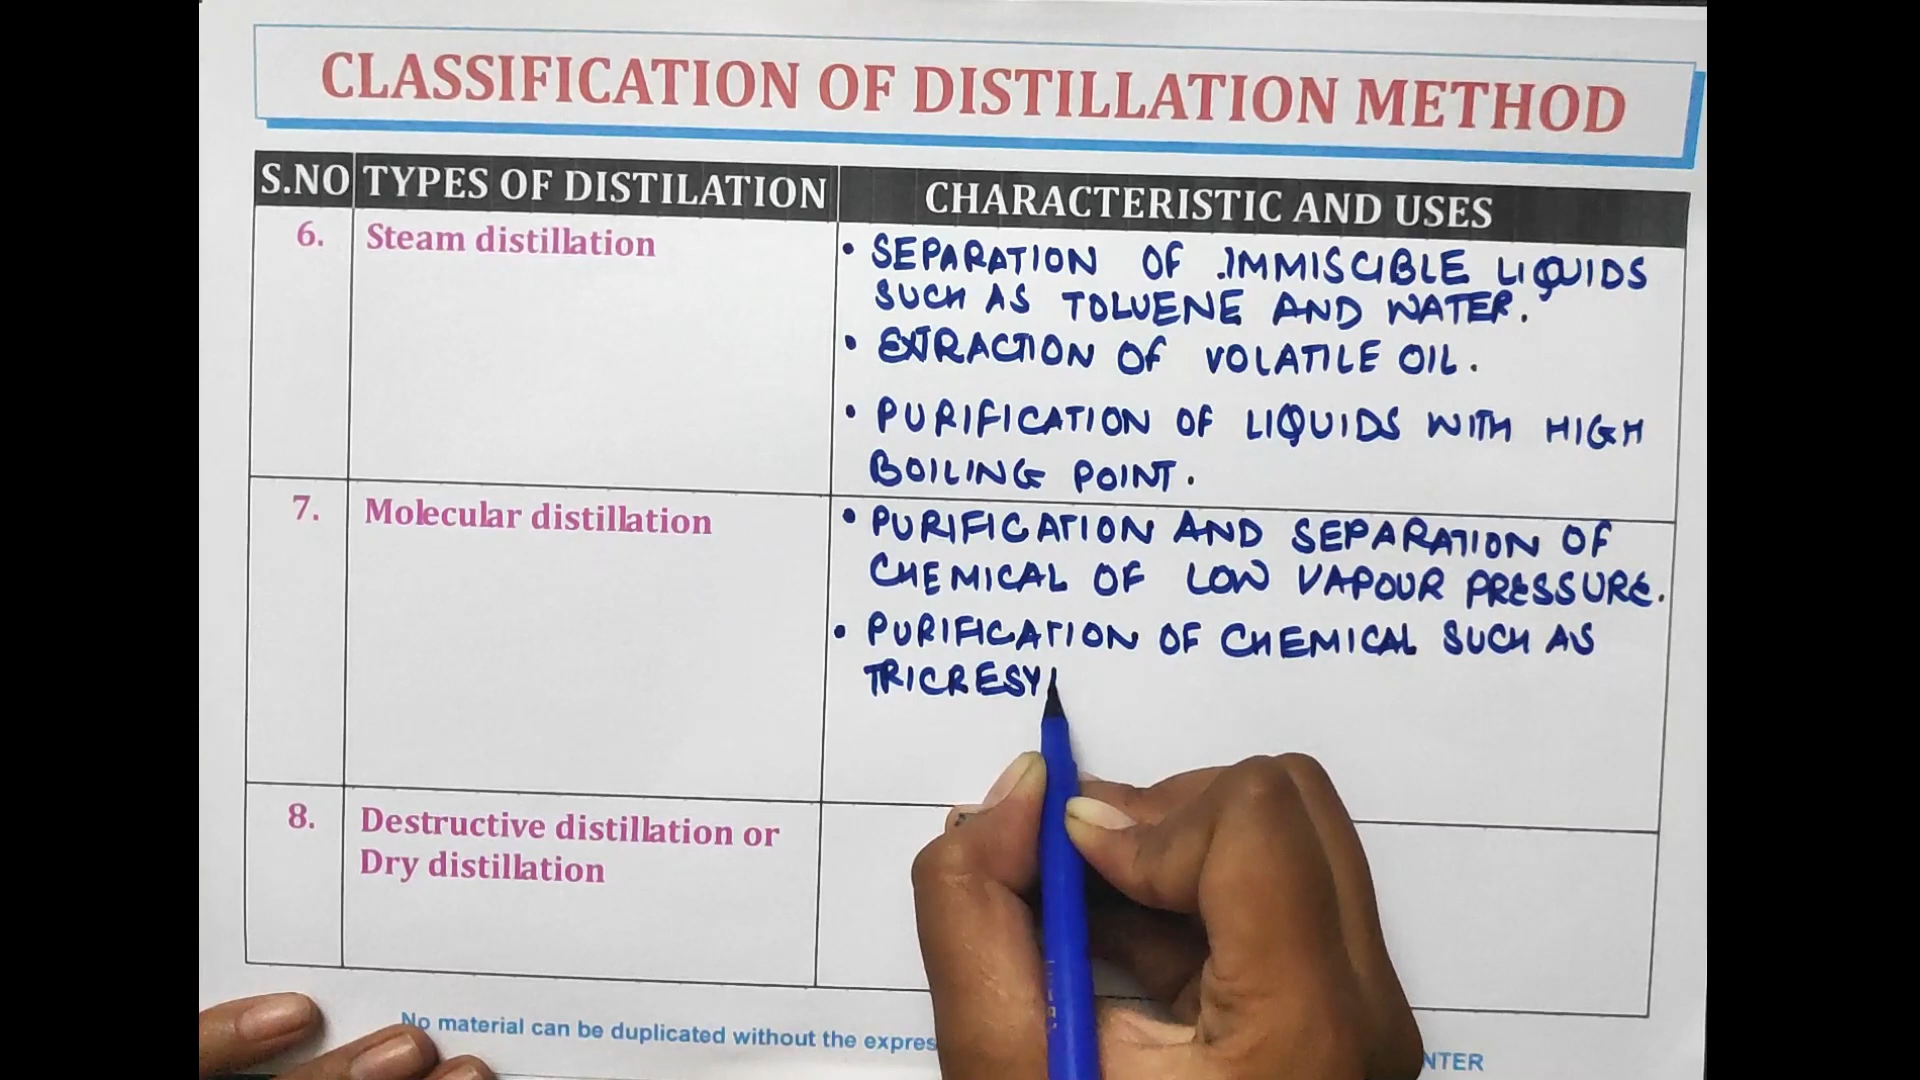 CLASSIFICATION OF DISTILLATION METHOD
S.NO TYPES OF DISTILATION CHARACTERISTIC AND USES
6. Steam distillation
• SEPARATION OF IMMISCIBLE LIQUIDS
SUCH AS TOLUENE AND WATER.
• EXTRACTION OF VOLATILE OIL.
• PURIFICATION OF LIQUIDS WITH HIGH
BOILING POINT.
7. Molecular distillation
• PURIFICATION AND SEPARATION OF
CHEMICAL OF LOW VAPOUR PRESSURE.
• PURIFICATION OF CHEMICAL SUCH AS
TRICRESYL
8. Destructive distillation or
Dry distillation
No material can be duplicated without the expres
NTER